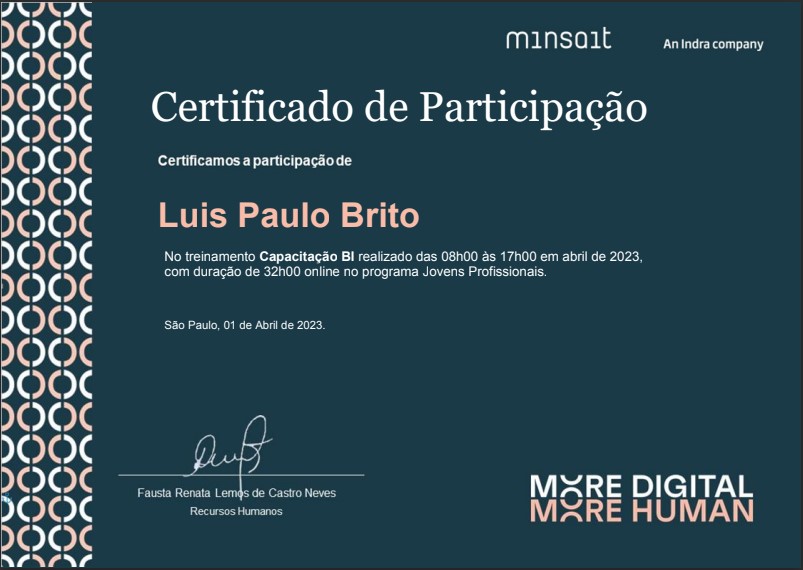 minsait
An Indra company
Certificado de Participação
Certificamos a participação de
Luis Paulo Brito
No treinamento Capacitação BI realizado das 08h00 às 17h00 em abril de 2023,
com duração de 32h00 online no programa Jovens Profissionais.
São Paulo, 01 de Abril de 2023.
Fausta Renata Lemos de Castro Neves
Recursos Humanos
MORE DIGITAL
MORE HUMAN